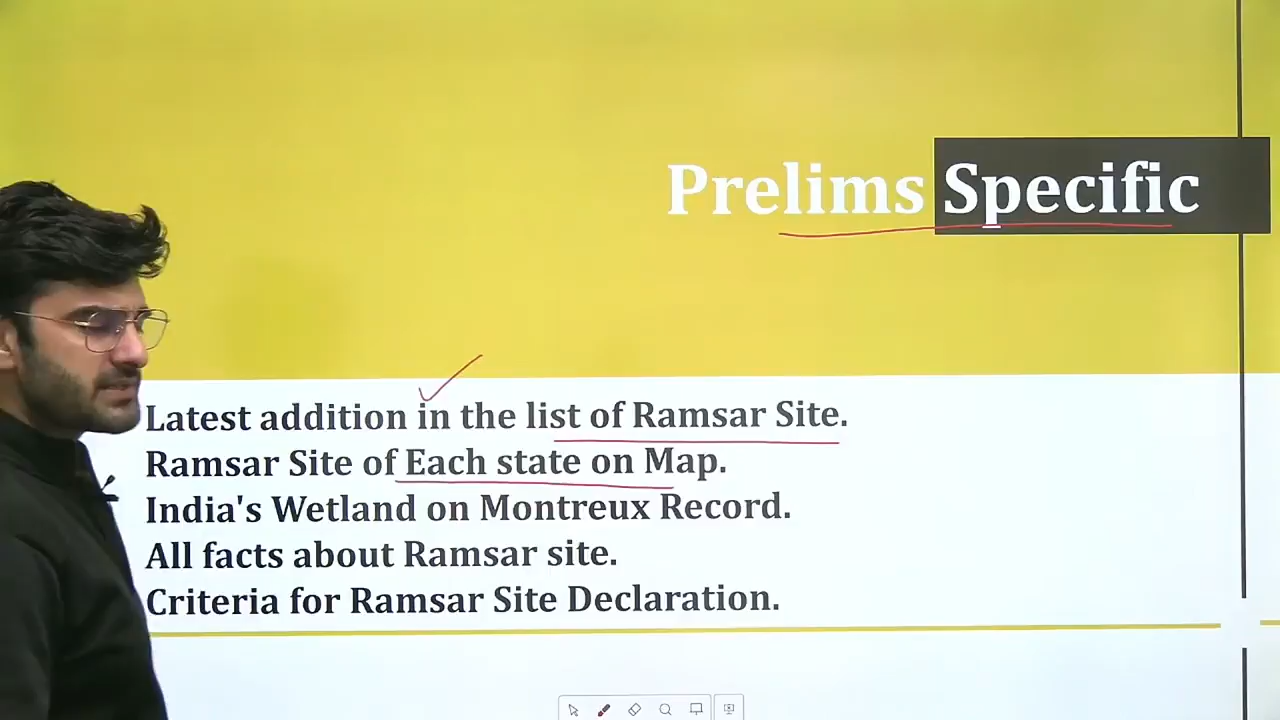 Prelims Specific
Latest addition in the list of Ramsar Site.
Ramsar Site of Each state on Map.
India's Wetland on Montreux Record.
All facts about Ramsar site.
Criteria for Ramsar Site Declaration.